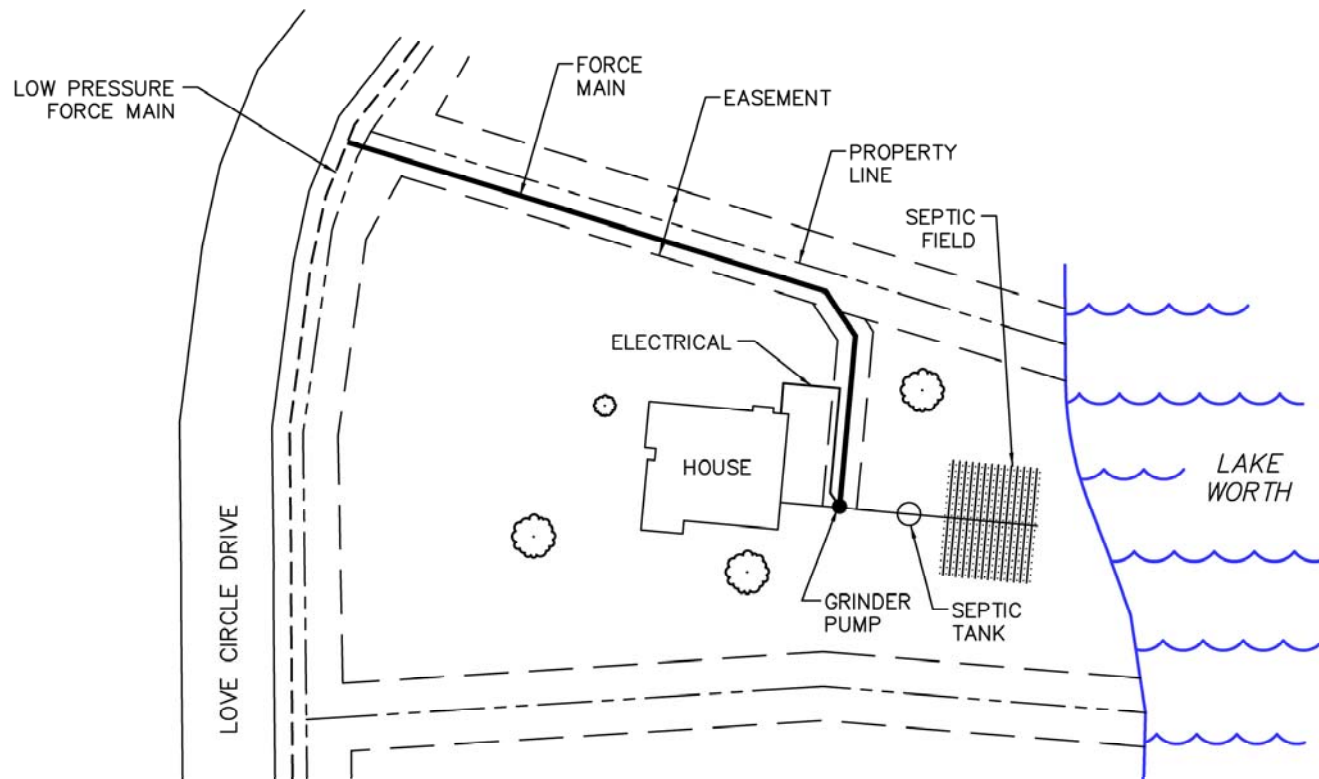 LOW PRESSURE
FORCE MAIN
FORCE
MAIN
EASEMENT
PROPERTY
LINE
SEPTIC
FIELD
ELECTRICAL
HOUSE
LAKE
WORTH
GRINDER
PUMP
SEPTIC
TANK
LOVE CIRCLE DRIVE